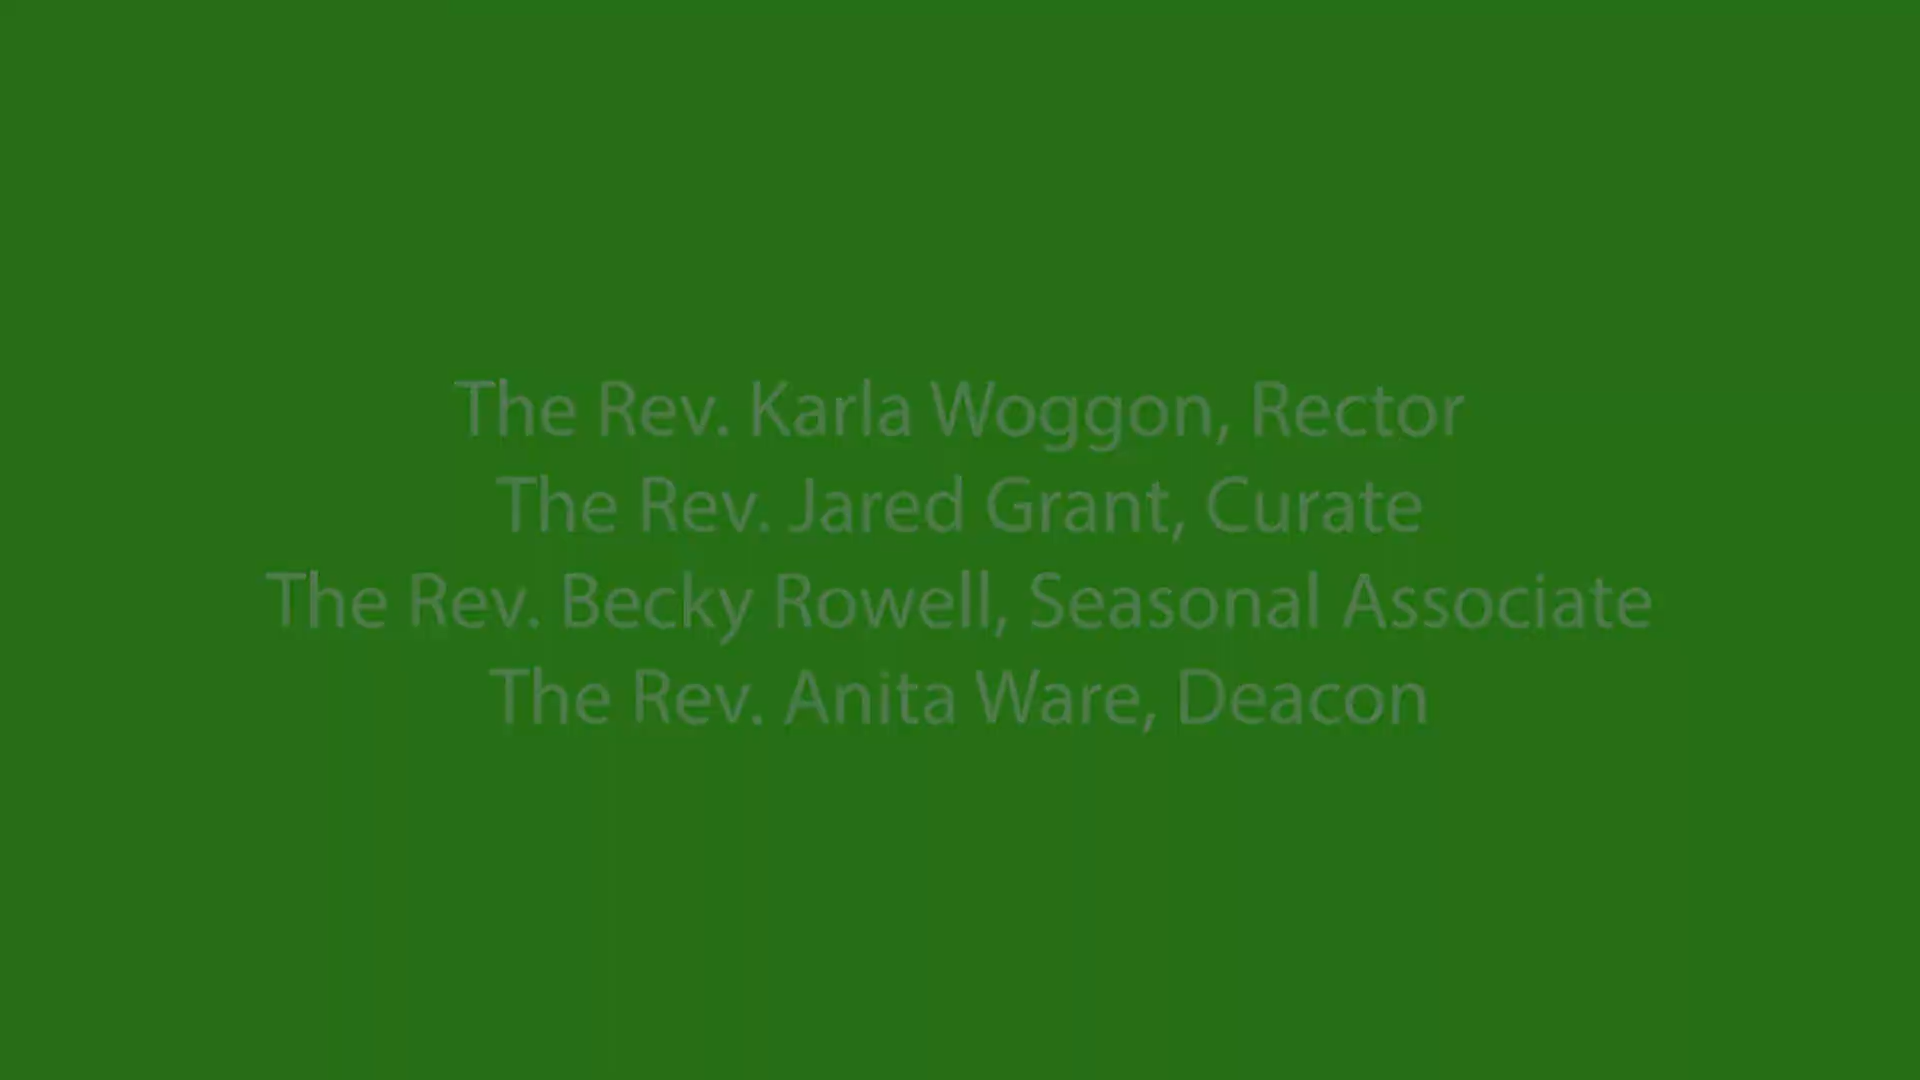 The Rev. Karla Woggon, Rector
The Rev. Jared Grant, Curate
The Rev. Becky Rowell, Seasonal Associate
The Rev. Anita Ware, Deacon